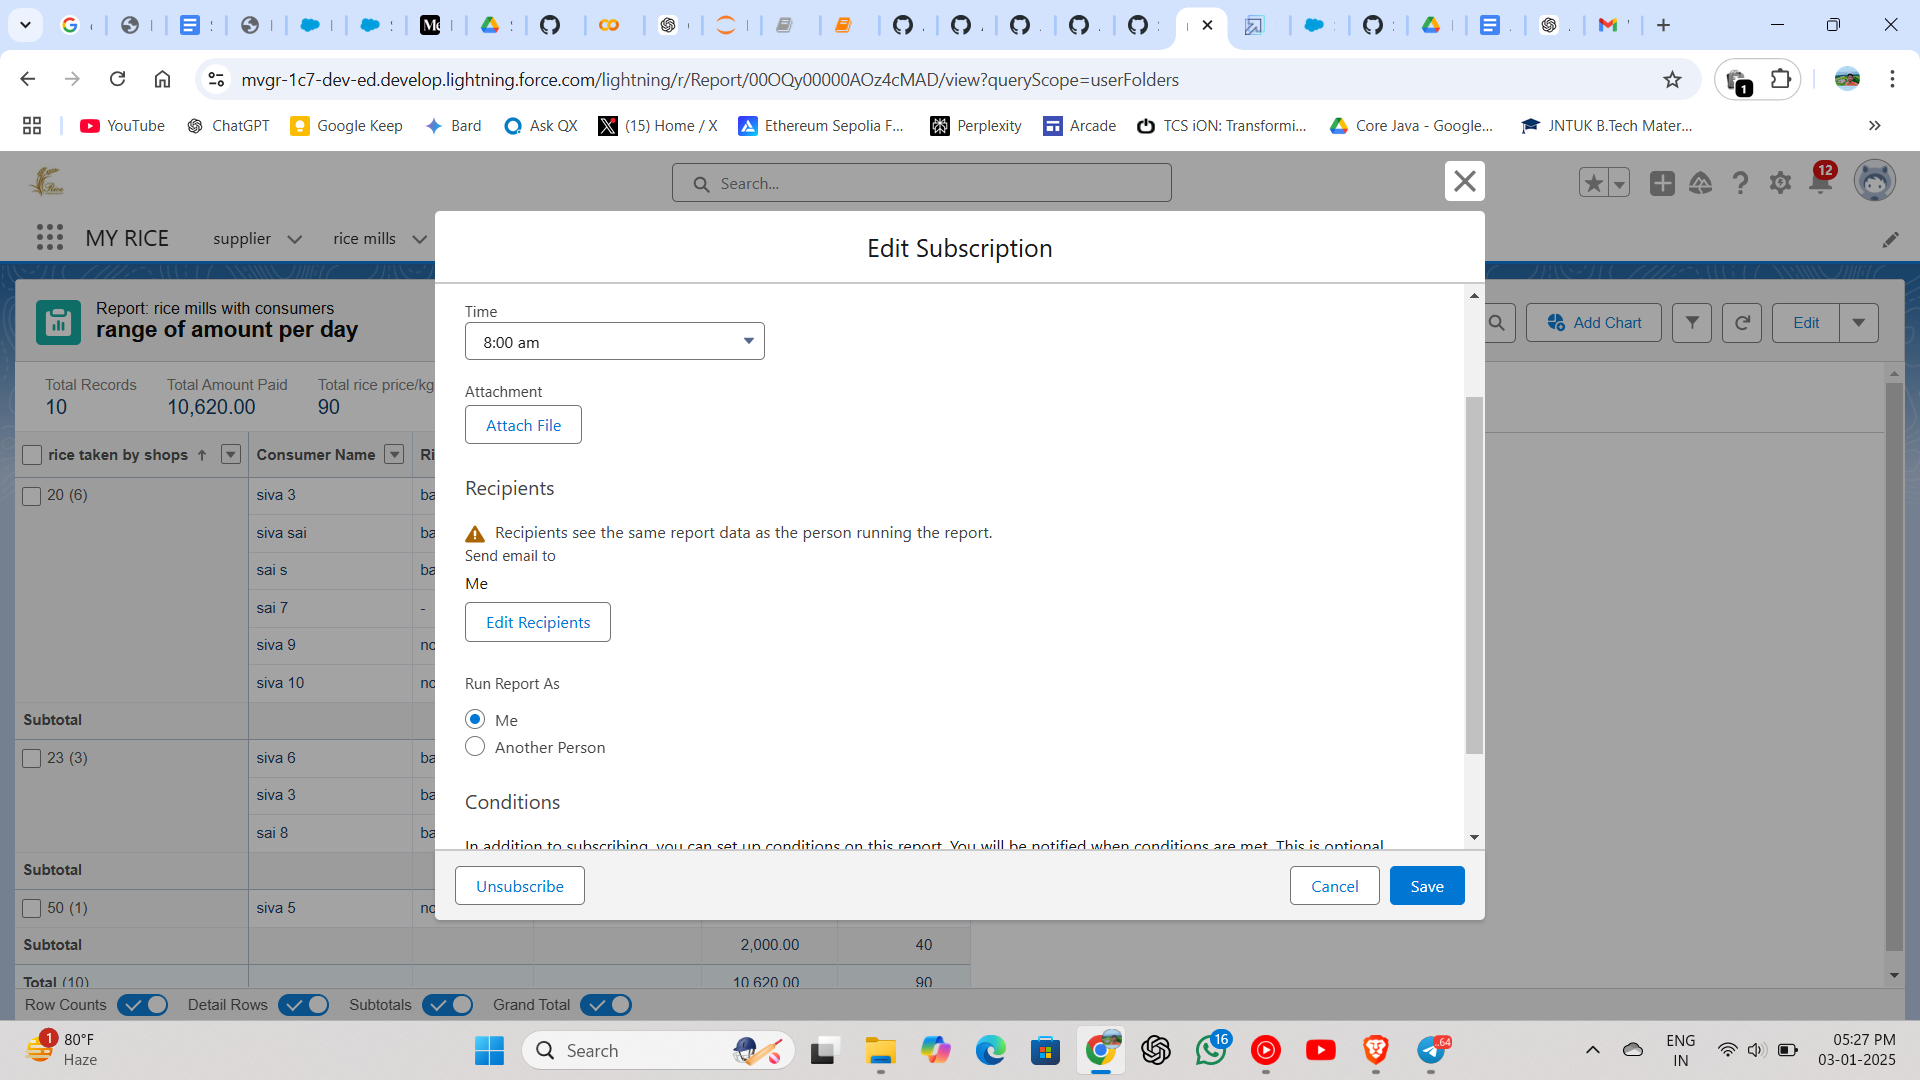 mvgr-1c7-dev-ed.develop.lightning.force.com/lightning/r/Report/00OQy00000AOz4cMAD/view?queryScope=userFolders
1
YouTube
ChatGPT
Google Keep
Bard
Ask QX
(15) Home / X
Ethereum Sepolia F...
Perplexity
Arcade
TCS iON: Transformi...
Core Java - Google...
JNTUK B.Tech Mater...
Rice
Search...
12
MY RICE
supplier
rice mills
Edit Subscription
Report: rice mills with consumers
range of amount per day
Add Chart
Edit
Total Records
Total Amount Paid
Total rice price/kg
10
10,620.00
90
rice taken by shops
Consumer Name
Ri
20 (6)
siva 3
ba
siva sai
ba
sai s
ba
sai 7
-
siva 9
no
siva 10
no
Subtotal
23 (3)
siva 6
ba
siva 3
ba
sai 8
ba
Subtotal
50 (1)
siva 5
no
Subtotal
2,000.00
40
Total (10)
10,620.00
90
Time
8:00 am
Attachment
Attach File
Recipients
Recipients see the same report data as the person running the report.
Send email to
Me
Edit Recipients
Run Report As
Me
Another Person
Conditions
In addition to subscribing, you can set up conditions on this report. You will be notified when conditions are met. This is optional.
Unsubscribe
Cancel
Save
Row Counts
Detail Rows
Subtotals
Grand Total
1
80°F
Haze
Search
16
64
ENG
IN
05:27 PM
03-01-2025